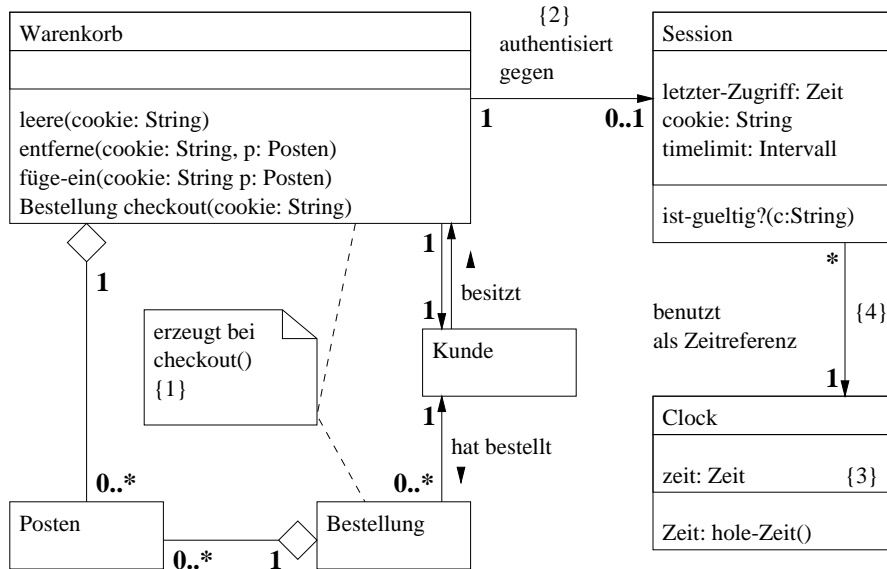 Warenkorb
leere(cookie: String)
entferne(cookie: String, p: Posten)
füge-ein(cookie: String p: Posten)
Bestellung checkout(cookie: String)
{2}
authentisiert
gegen
1
0..1
Session
letzter-Zugriff: Zeit
cookie: String
timelimit: Intervall
ist-gueltig?(c:String)
1
1
besitzt
1
*
benutzt
als Zeitreferenz
{4}
1
erzeugt bei
checkout()
{1}
Kunde
1
hat bestellt
0..*
0..*
Clock
zeit: Zeit
{3}
Zeit: hole-Zeit()
Posten
0..*
1
Bestellung